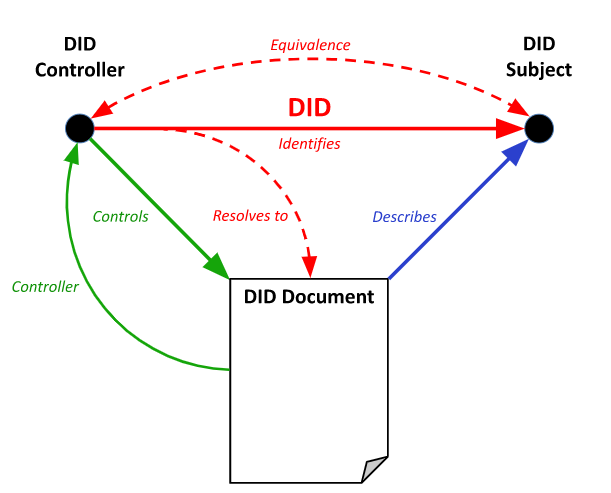 DID
Controller
Equivalence
DID
Subject
DID
Identifies
Controls
Resolves to
Describes
Controller
DID Document